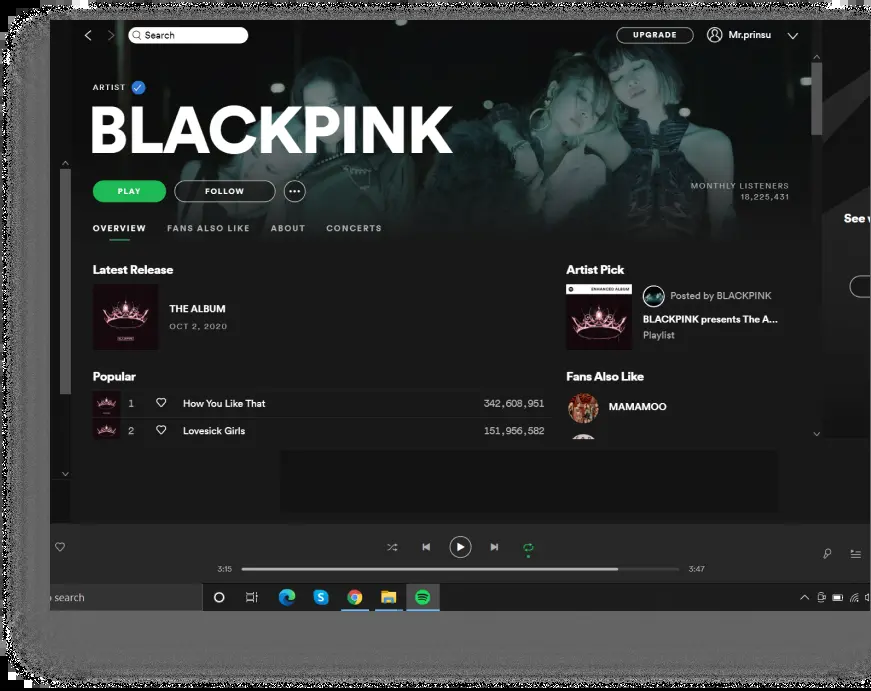 Search
UPGRADE
Mr.prinsu
ARTIST
BLACKPINK
PLAY
FOLLOW
MONTHLY LISTENERS
18,225,431
OVERVIEW
FANS ALSO LIKE
ABOUT
CONCERTS
See
Latest Release
THE ALBUM
OCT 2, 2020
Artist Pick
ENHANCED ALBUM
Posted by BLACKPINK
BLACKPINK presents The A...
Playlist
Popular
1 How You Like That 342,608,951
2 Lovesick Girls 151,956,582
Fans Also Like
MAMAMOO
3:15
3:47
search